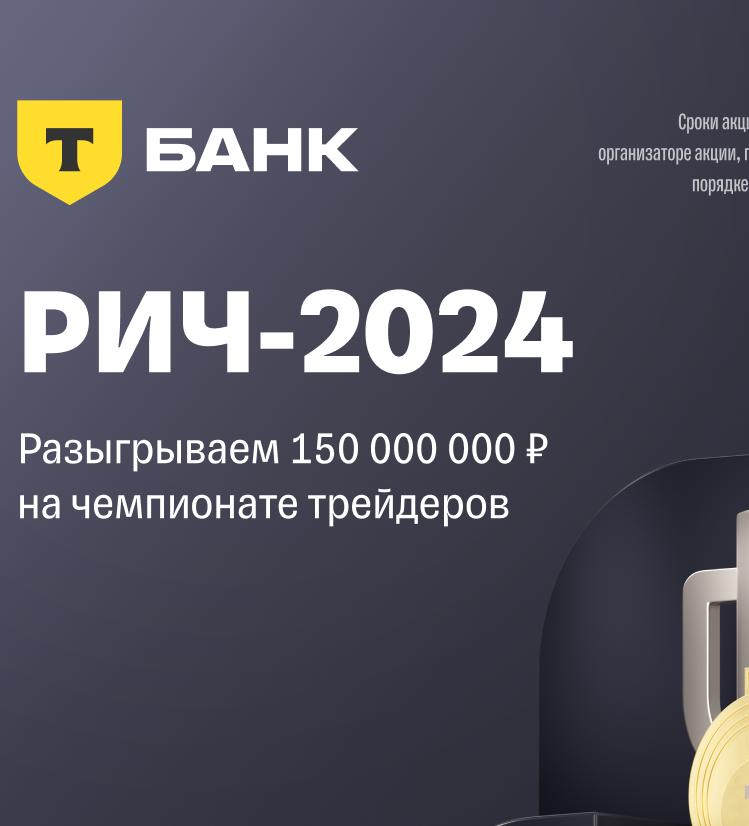 Т БАНК
Сроки
организаторе акции,
порядке
РИЧ-2024
Разыгрываем 150 000 000 ₽
на чемпионате трейдеров